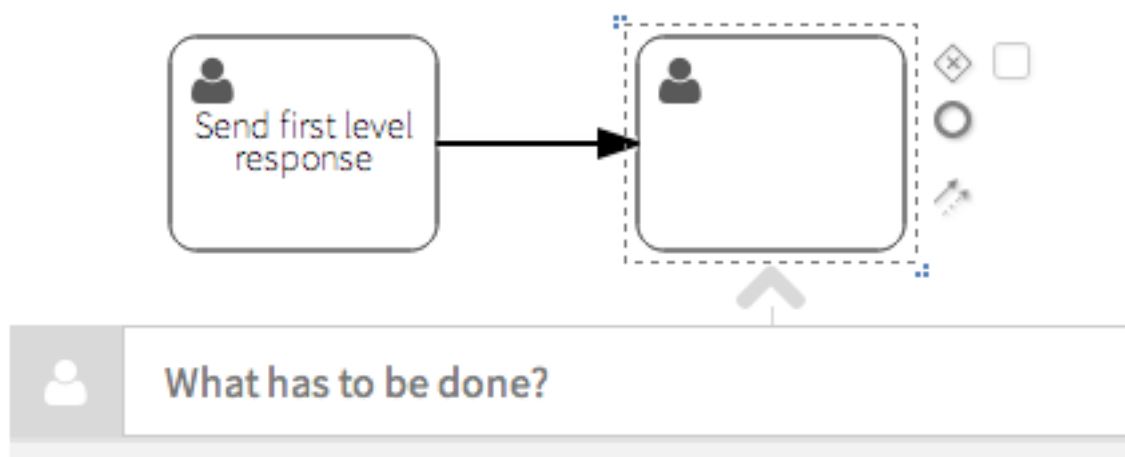 Send first level
response
What has to be done?